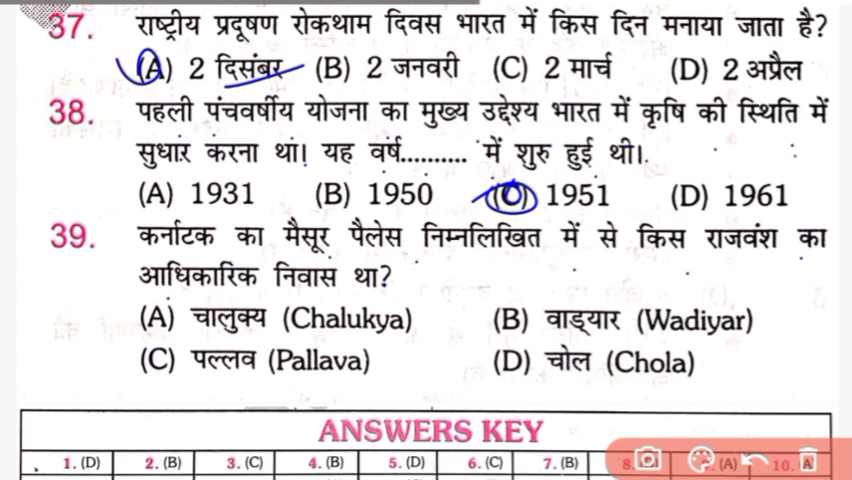 37. राष्ट्रीय प्रदूषण रोकथाम दिवस भारत में किस दिन मनाया जाता है?
(A) 2 दिसंबर (B) 2 जनवरी (C) 2 मार्च (D) 2 अप्रैल
38. पहली पंचवर्षीय योजना का मुख्य उद्देश्य भारत में कृषि की स्थिति में
सुधार करना था। यह वर्ष.......... में शुरु हुई थी।
(A) 1931 (B) 1950 (C) 1951 (D) 1961
39. कर्नाटक का मैसूर पैलेस निम्नलिखित में से किस राजवंश का
आधिकारिक निवास था?
(A) चालुक्य (Chalukya) (B) वाड्यार (Wadiyar)
(C) पल्लव (Pallava) (D) चोल (Chola)
ANSWERS KEY
1. (D) 2. (B) 3. (C) 4. (B) 5. (D) 6. (C) 7. (B) 8. (A) 10. A